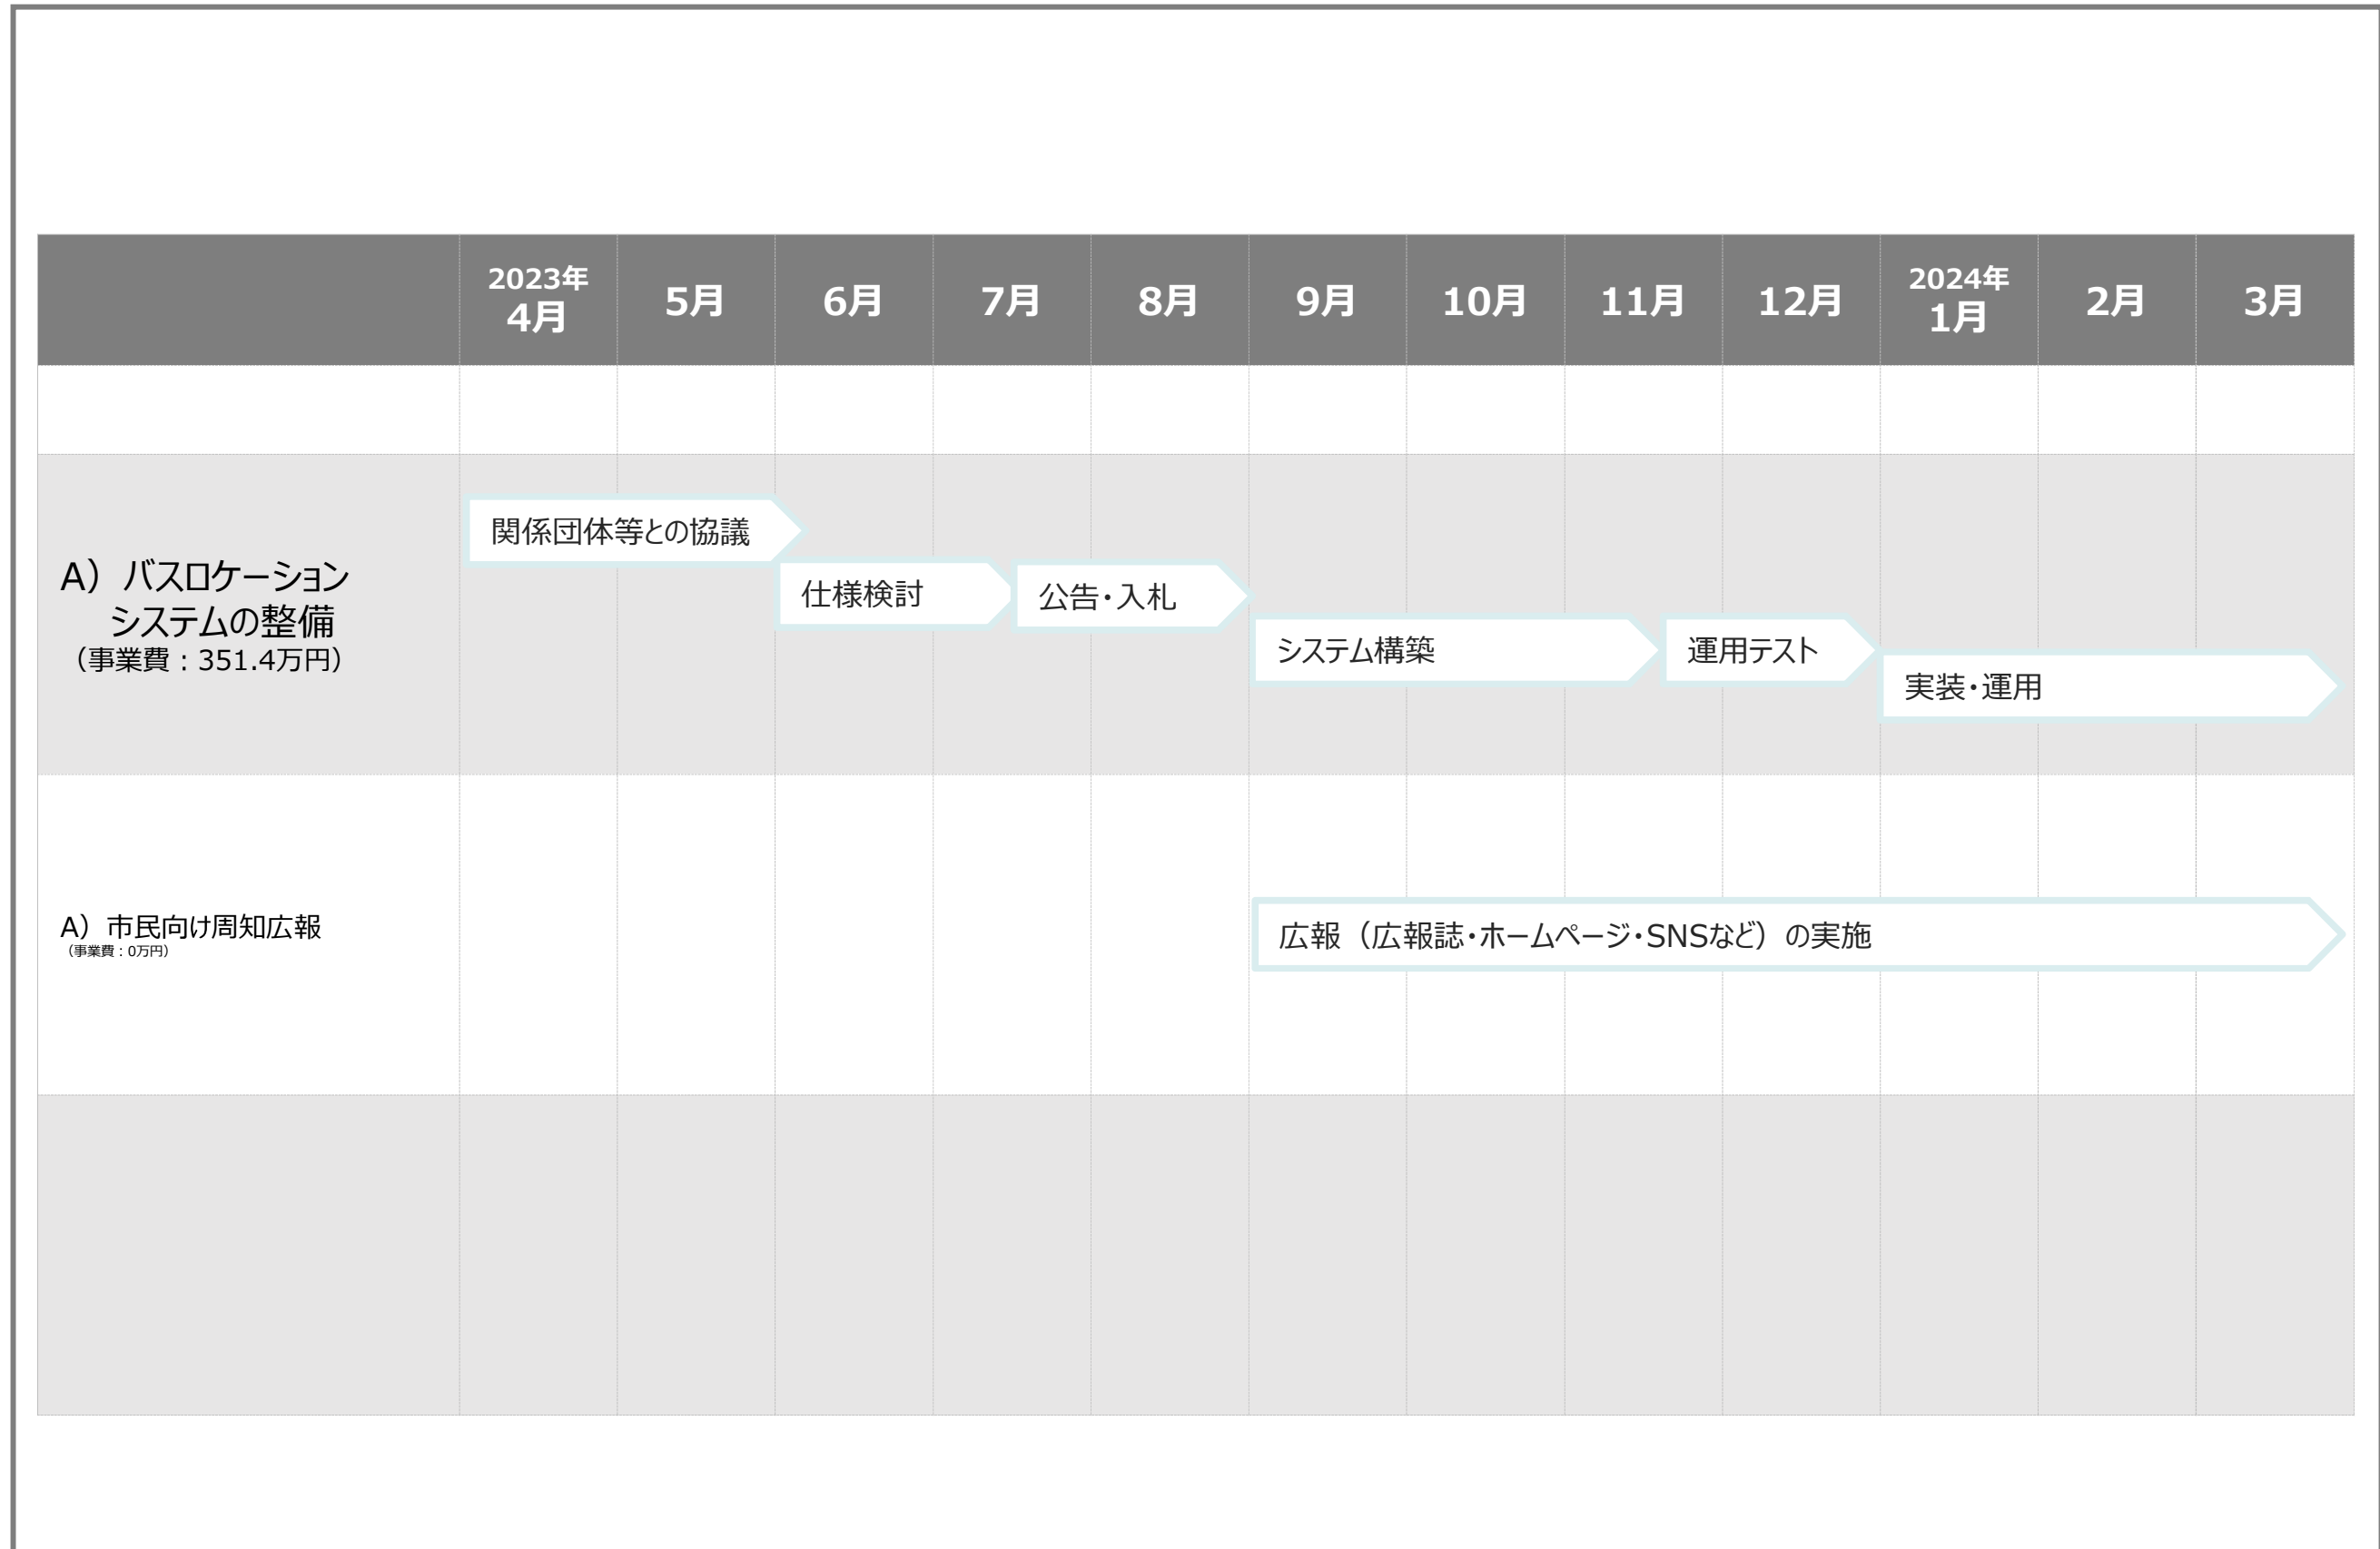 2023年
4月
5月
6月
7月
8月
9月
10月
11月
12月
2024年
1月
2月
3月
A）バスロケーション
システムの整備
（事業費：351.4万円）
関係団体等との協議
仕様検討
公告・入札
システム構築
運用テスト
実装・運用
A）市民向け周知広報
（事業費：0万円）
広報（広報誌・ホームページ・SNSなど）の実施